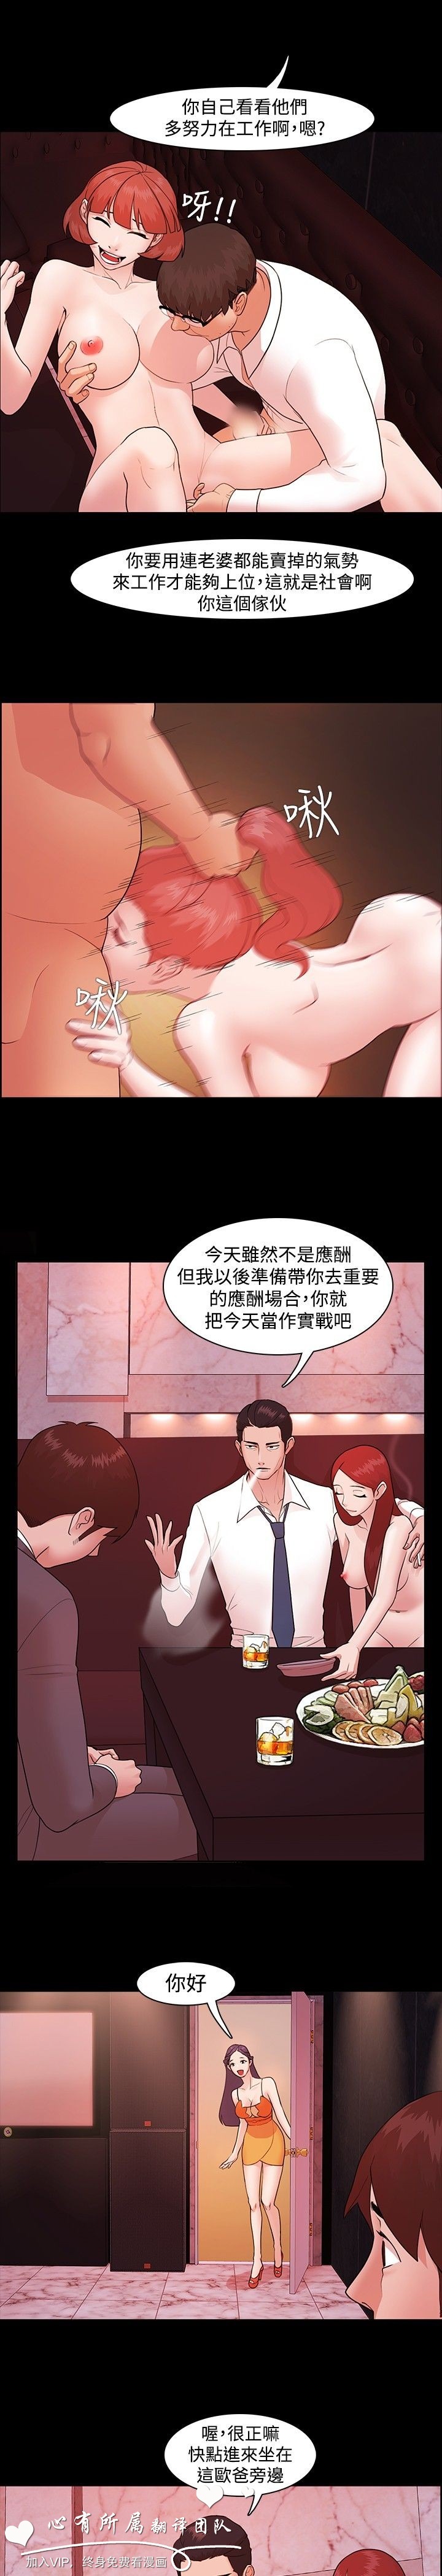 你自己看看他們
多努力在工作啊,嗯?
呀!!
你要用連老婆都能賣掉的氣勢
來工作才能夠上位,這就是社會啊
你這個傢伙
啾
啾
今天雖然不是應酬
但我以後準備帶你去重要
的應酬場合,你就
把今天當作實戰吧
你好
喔,很正嘛
快點進來坐在
這歐爸旁邊
心有所属翻译团队
加入VIP,终身免费看漫画